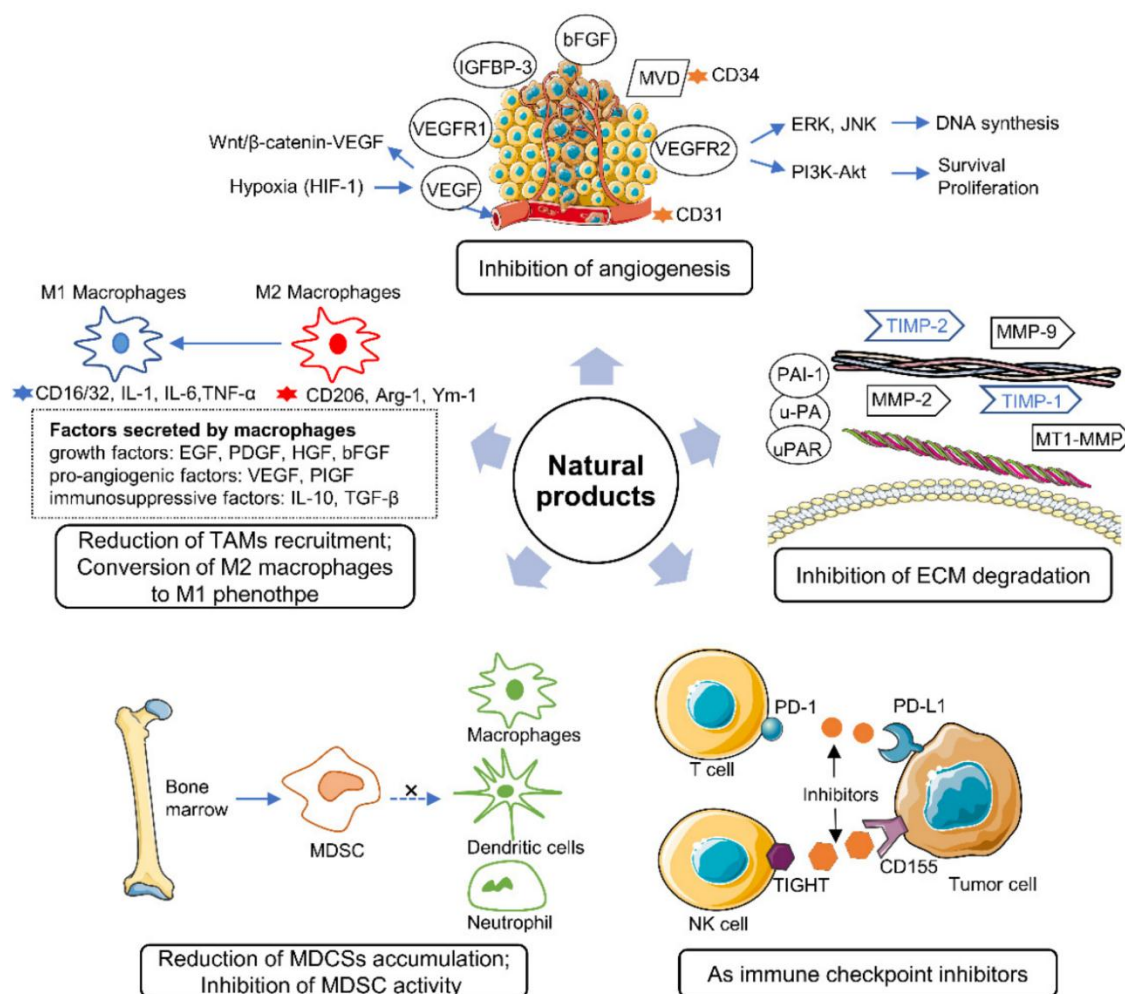 bFGF
IGFBP-3
MVD
CD34
VEGFR1
VEGFR2
ERK, JNK
DNA synthesis
Wnt/β-catenin-VEGF
PI3K-Akt
Survival
Proliferation
Hypoxia (HIF-1)
VEGF
CD31
Inhibition of angiogenesis
M1 Macrophages
M2 Macrophages
CD16/32, IL-1, IL-6,TNF-α
CD206, Arg-1, Ym-1
Factors secreted by macrophages
growth factors: EGF, PDGF, HGF, bFGF
pro-angiogenic factors: VEGF, PIGF
immunosuppressive factors: IL-10, TGF-β
Reduction of TAMs recruitment;
Conversion of M2 macrophages
to M1 phenothpe
Natural
products
TIMP-2
MMP-9
PAI-1
MMP-2
TIMP-1
u-PA
uPAR
MT1-MMP
Inhibition of ECM degradation
Bone
marrow
MDSC
×
Macrophages
Dendritic cells
Neutrophil
Reduction of MDCSs accumulation;
Inhibition of MDSC activity
PD-1
PD-L1
T cell
Inhibitors
TIGHT
CD155
NK cell
Tumor cell
As immune checkpoint inhibitors